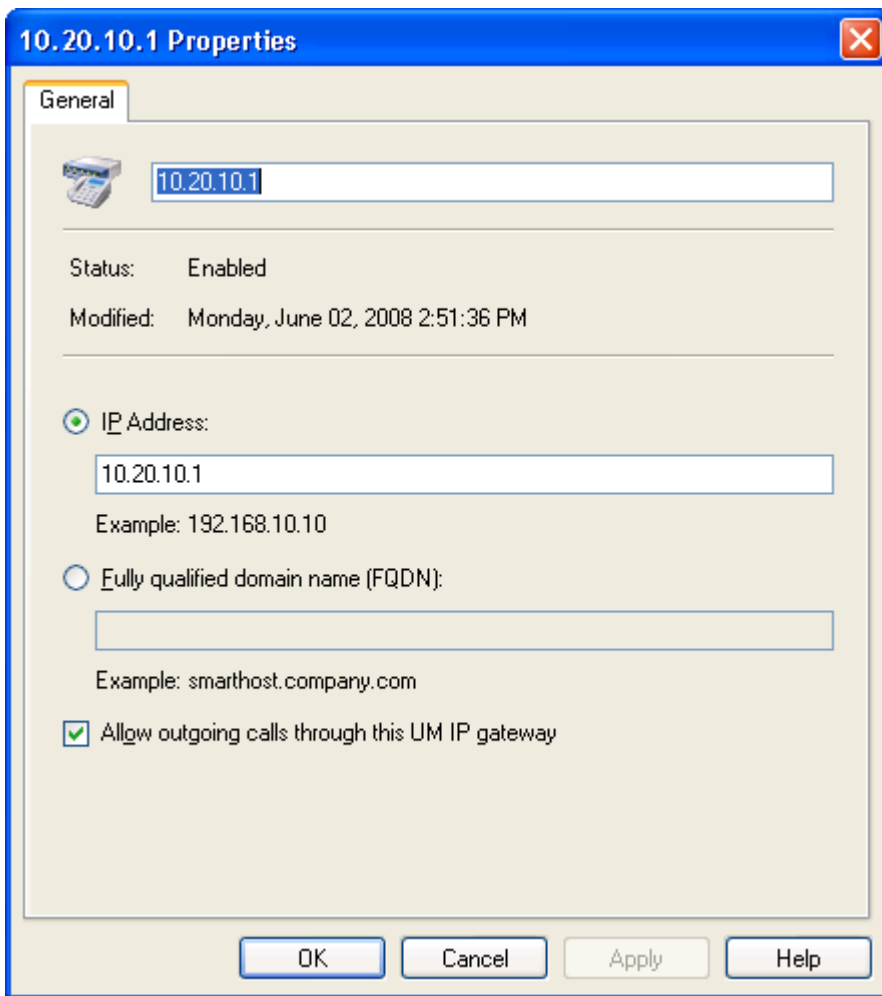 10.20.10.1 Properties
General
10.20.10.1
Status: Enabled
Modified: Monday, June 02, 2008 2:51:36 PM
IP Address:
10.20.10.1
Example: 192.168.10.10
Fully qualified domain name (FQDN):
Example: smarthost.company.com
Allow outgoing calls through this UM IP gateway
OK Cancel Apply Help